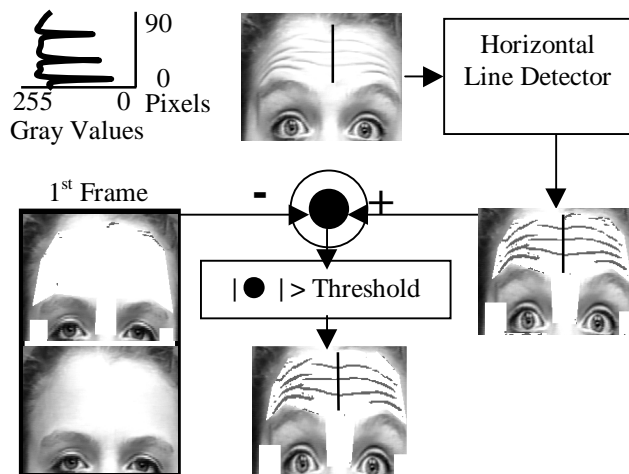 90
0
255 0 Pixels
Gray Values
Horizontal
Line Detector
1st Frame
- +
| ● | > Threshold